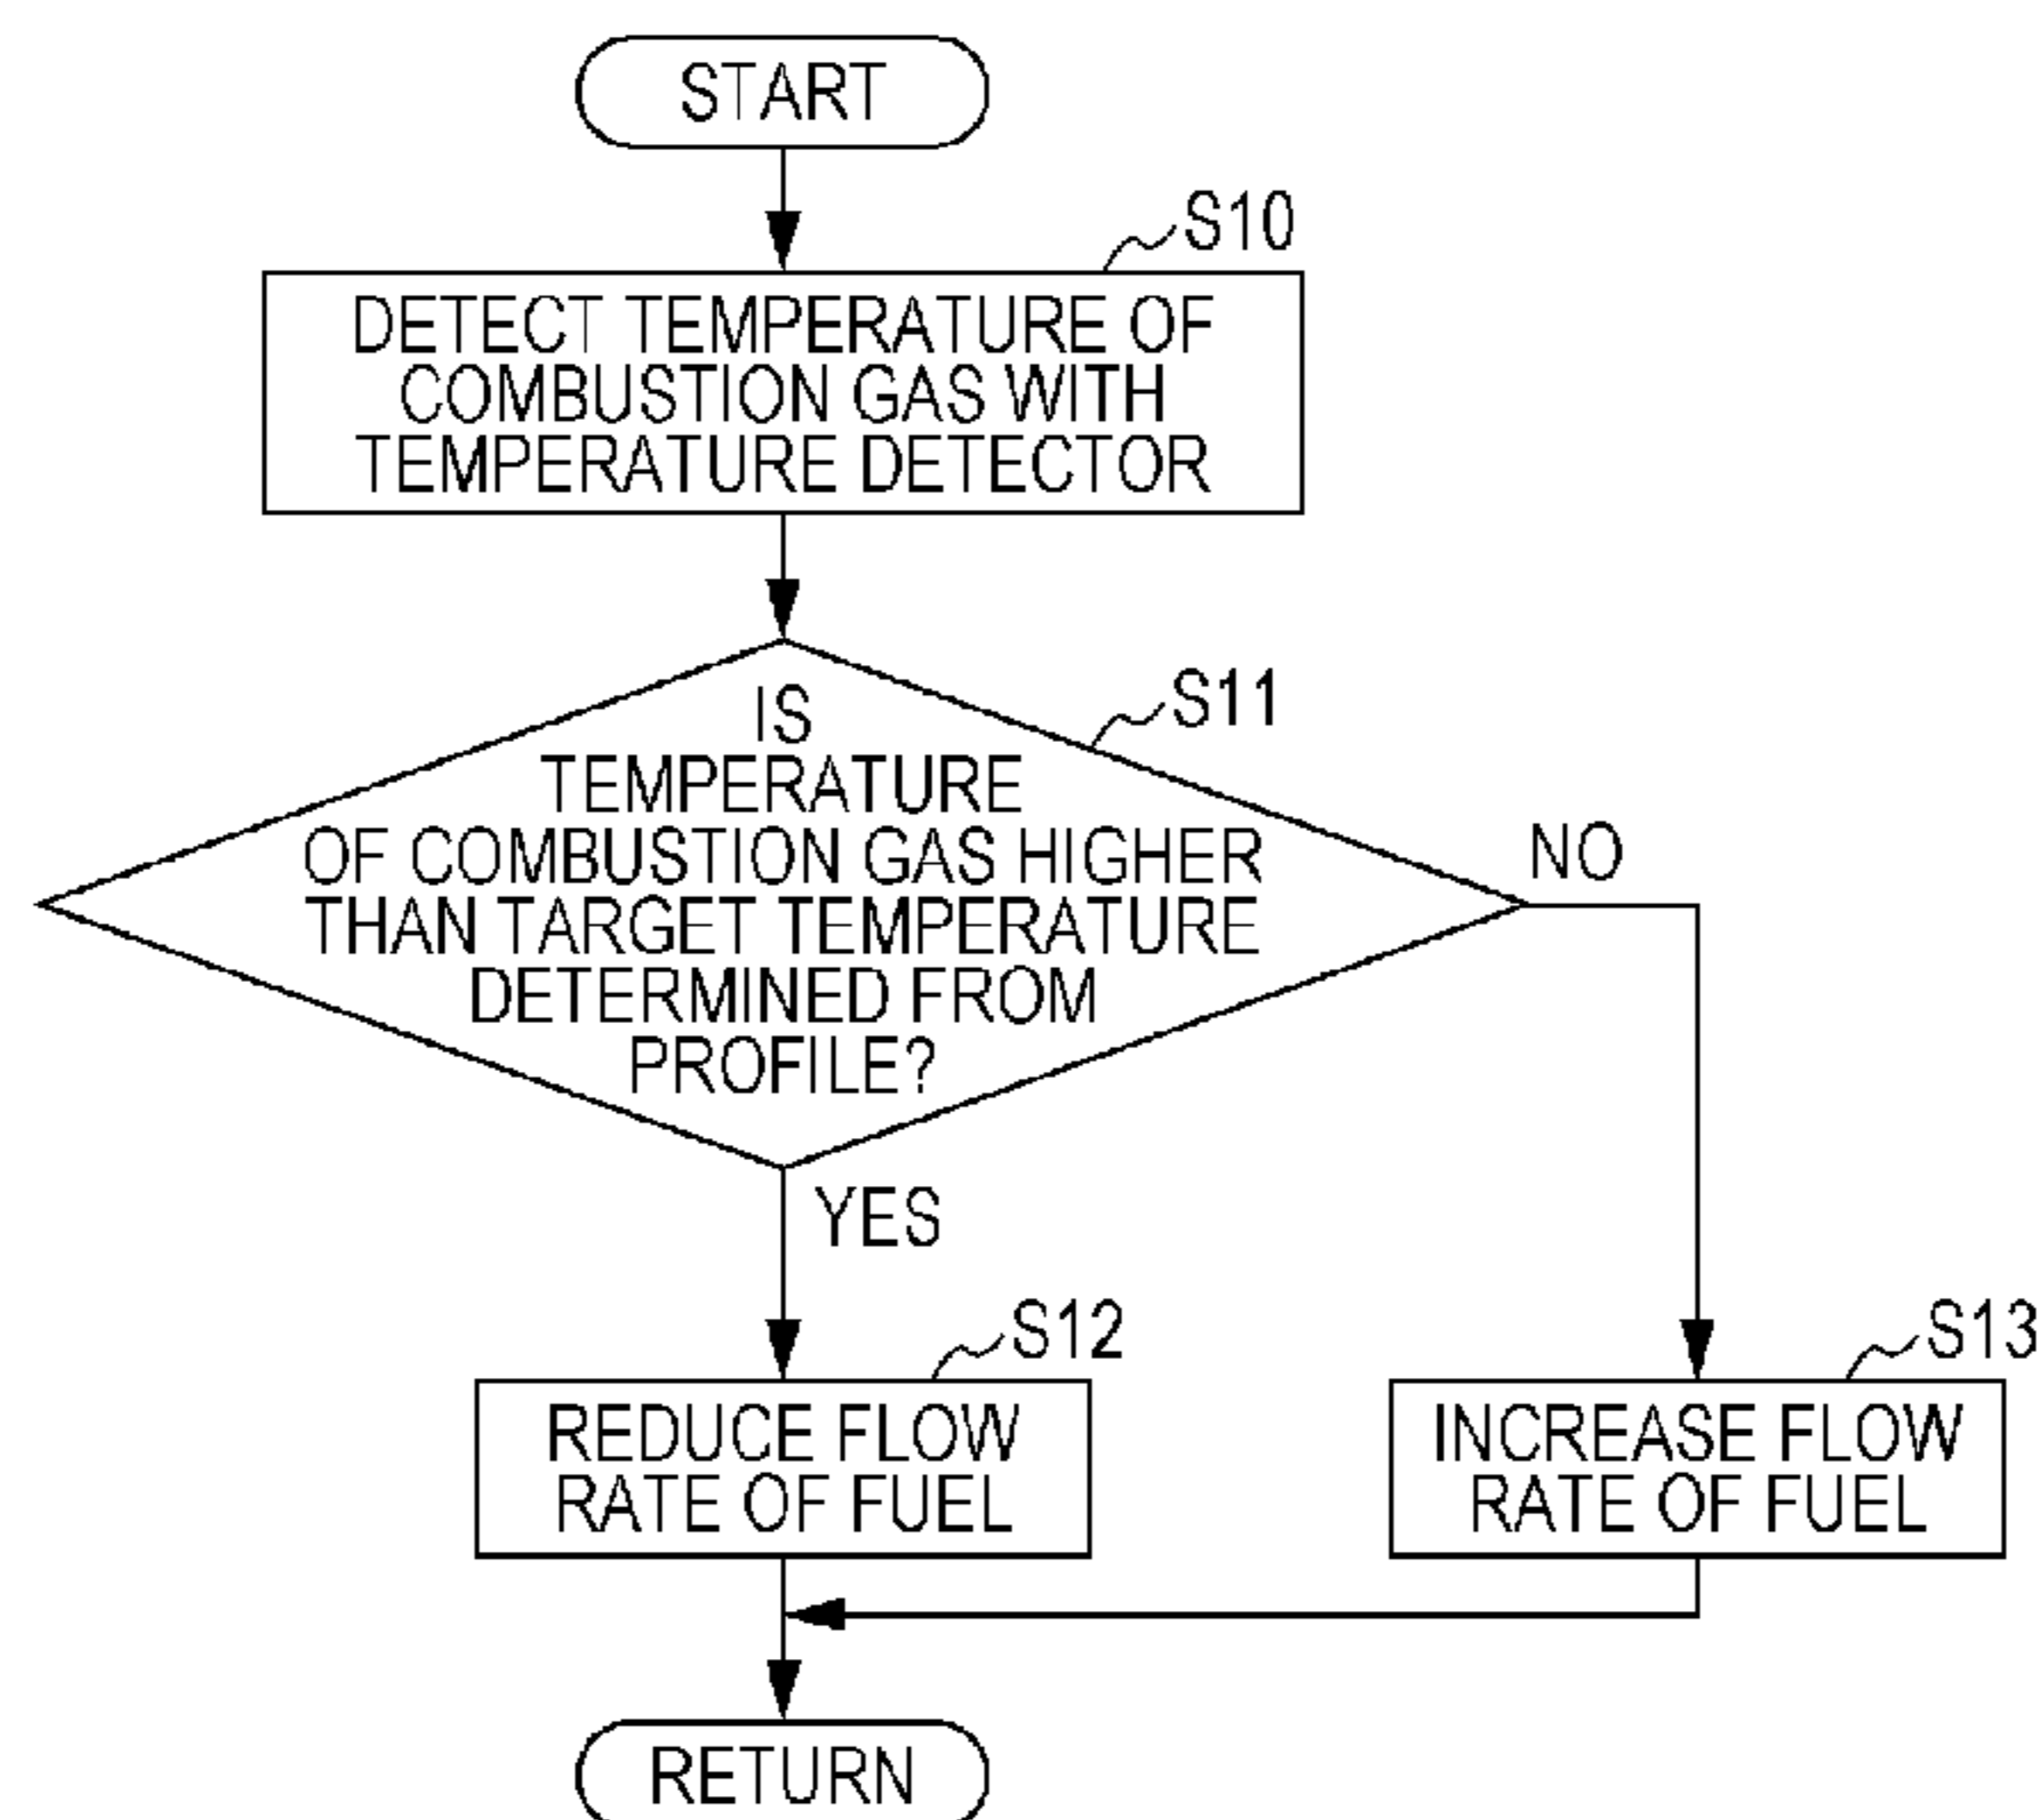 START
S10
DETECT TEMPERATURE OF
COMBUSTION GAS WITH
TEMPERATURE DETECTOR
S11
IS
TEMPERATURE
OF COMBUSTION GAS HIGHER
THAN TARGET TEMPERATURE
DETERMINED FROM
PROFILE?
NO
YES
S12
REDUCE FLOW
RATE OF FUEL
S13
INCREASE FLOW
RATE OF FUEL
RETURN